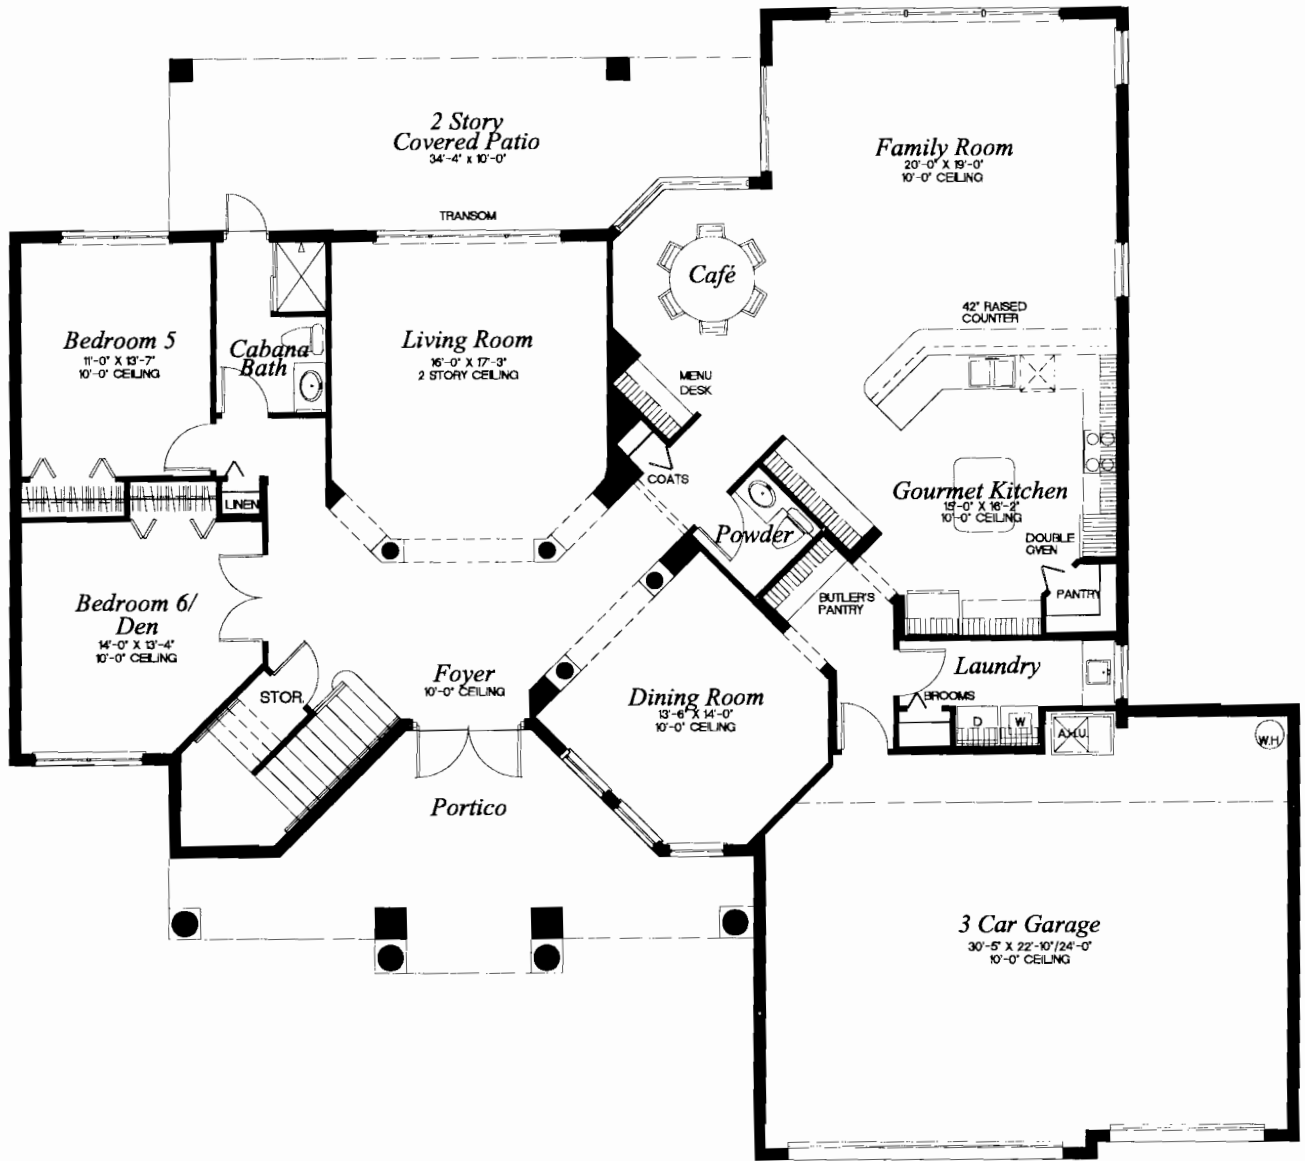 2 Story
Covered Patio
34'-4" x 10'-0"
Family Room
20'-0" X 19'-0"
10'-0" CEILING
TRANSOM
Café
42" RAISED
COUNTER
Bedroom 5
11'-0" X 13'-7"
10'-0" CEILING
Cabana
Bath
Living Room
16'-0" X 17'-3"
2 STORY CEILING
MENU
DESK
COATS
LINEN
Gourmet Kitchen
15'-0" X 16'-2"
10'-0" CEILING
Powder
DOUBLE
OVEN
PANTRY
BUTLER'S
PANTRY
Bedroom 6/
Den
14'-0" X 13'-4"
10'-0" CEILING
STOR.
Foyer
10'-0" CEILING
Dining Room
13'-6" X 14'-0"
10'-0" CEILING
Laundry
BROOMS
D
W
A.H.U.
W.H
Portico
3 Car Garage
30'-5" X 22'-10"/24'-0"
10'-0" CEILING